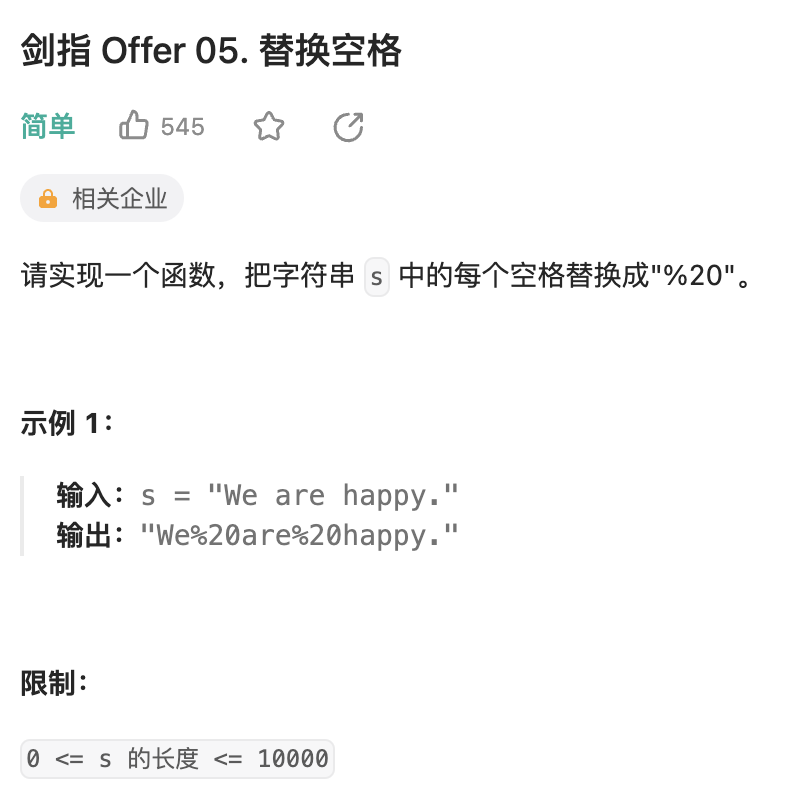 剑指 Offer 05. 替换空格
简单 545
相关企业
请实现一个函数，把字符串 s 中的每个空格替换成"%20"。
示例 1：
输入：s = "We are happy."
输出："We%20are%20happy."
限制：
0 <= s 的长度 <= 10000